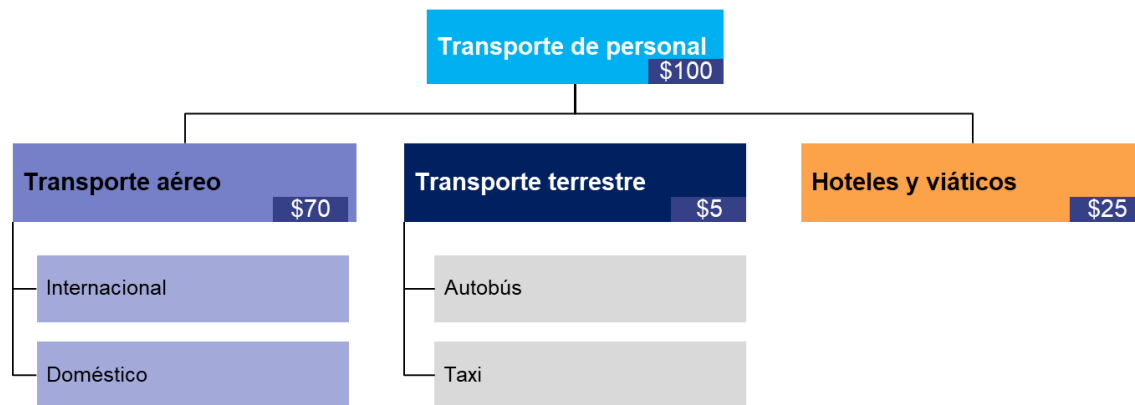 Transporte de personal
$100
Transporte aéreo
$70
Transporte terrestre
$5
Hoteles y viáticos
$25
Internacional
Autobús
Doméstico
Taxi